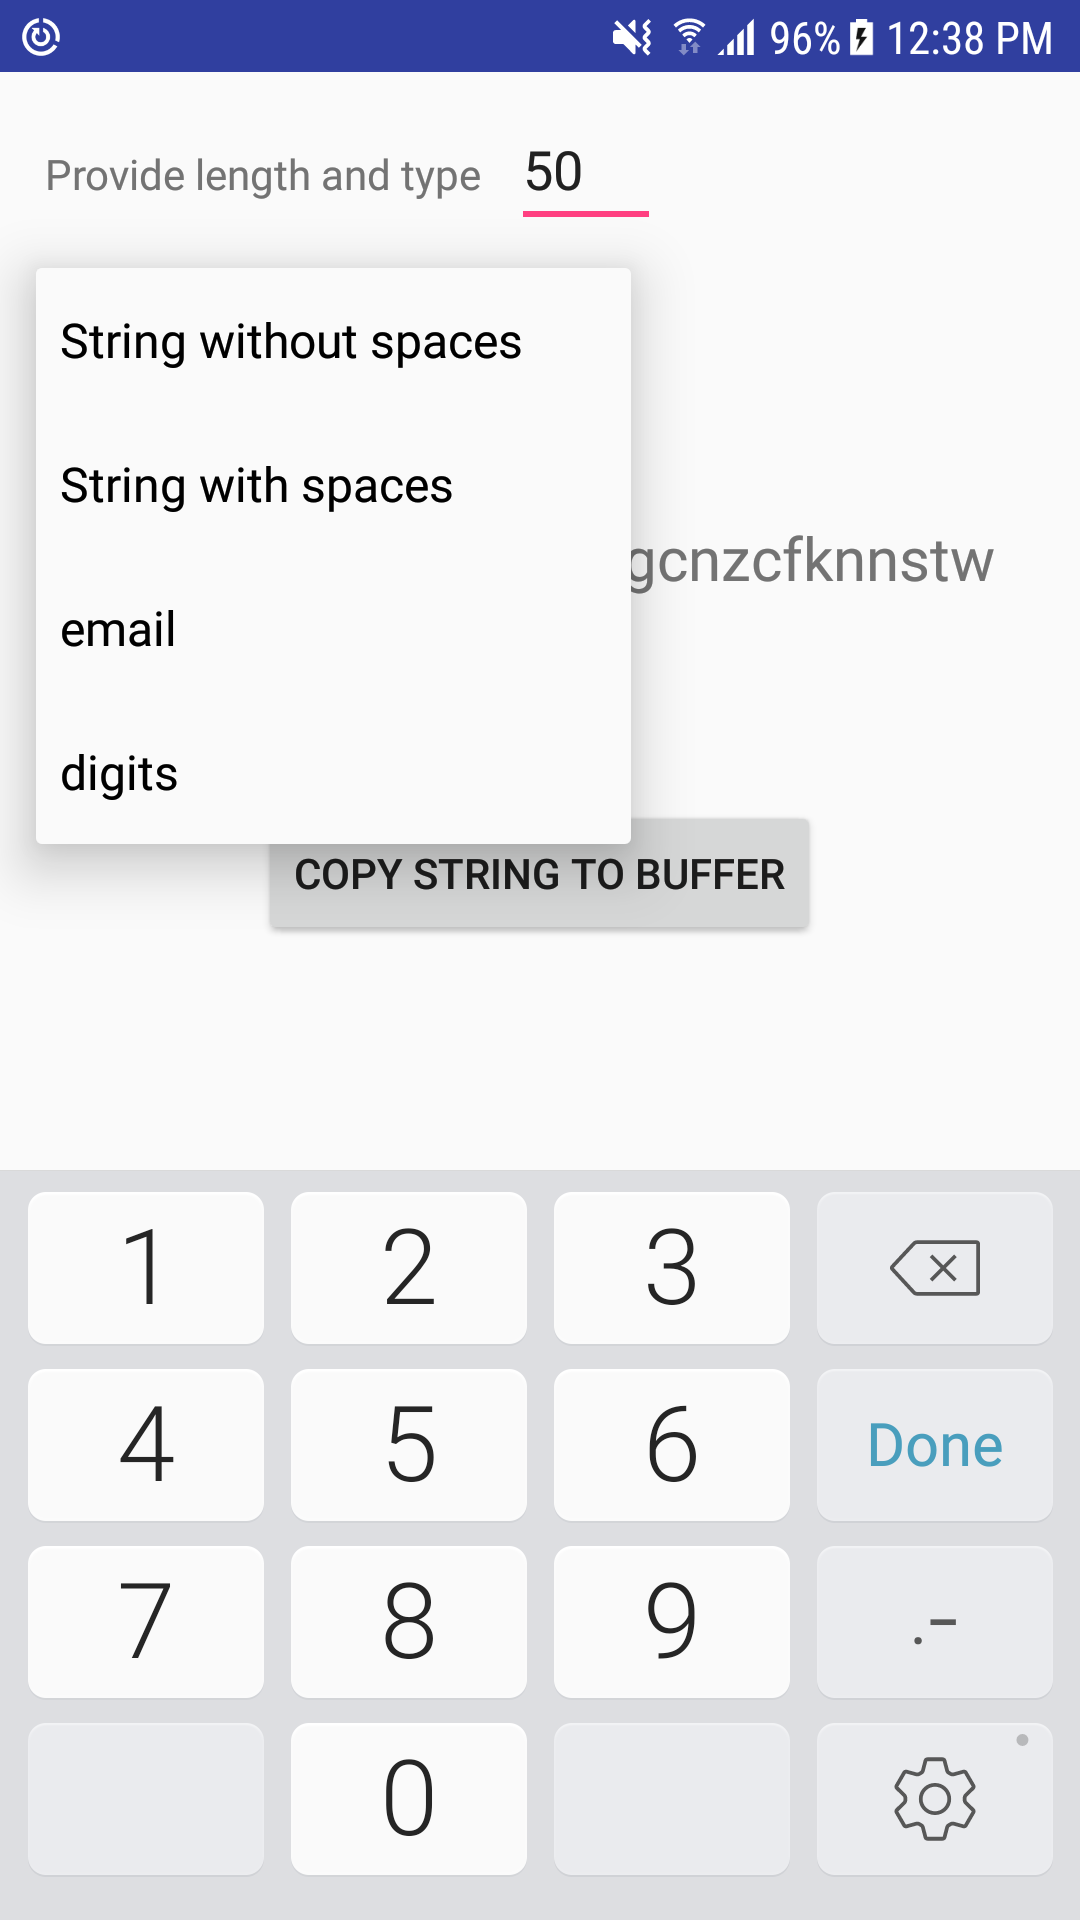 96% 12:38 PM
Provide length and type 50
String without spaces
String with spaces
gcnzcfknnstw
email
digits
COPY STRING TO BUFFER
1 2 3
4 5 6 Done
7 8 9 .-
0